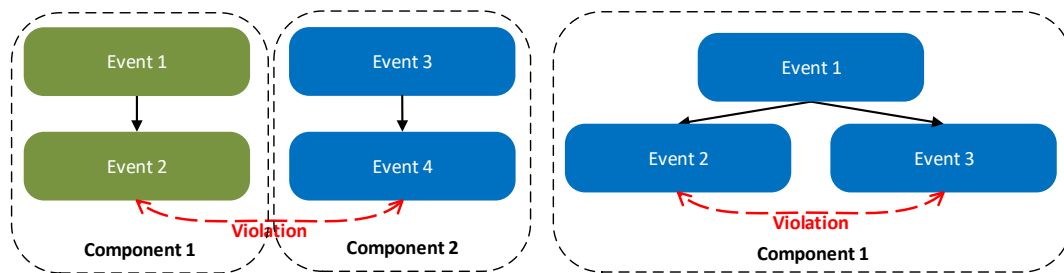 Event 1
Event 2
Event 3
Event 4
Violation
Component 1
Component 2
Event 1
Event 2
Event 3
Violation
Component 1